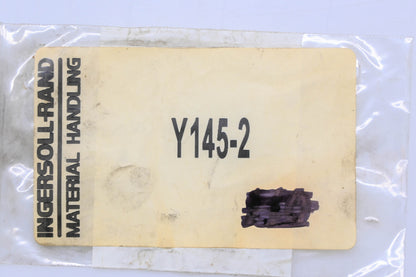 INGERSOLL-RAND
MATERIAL HANDLING
Y145-2